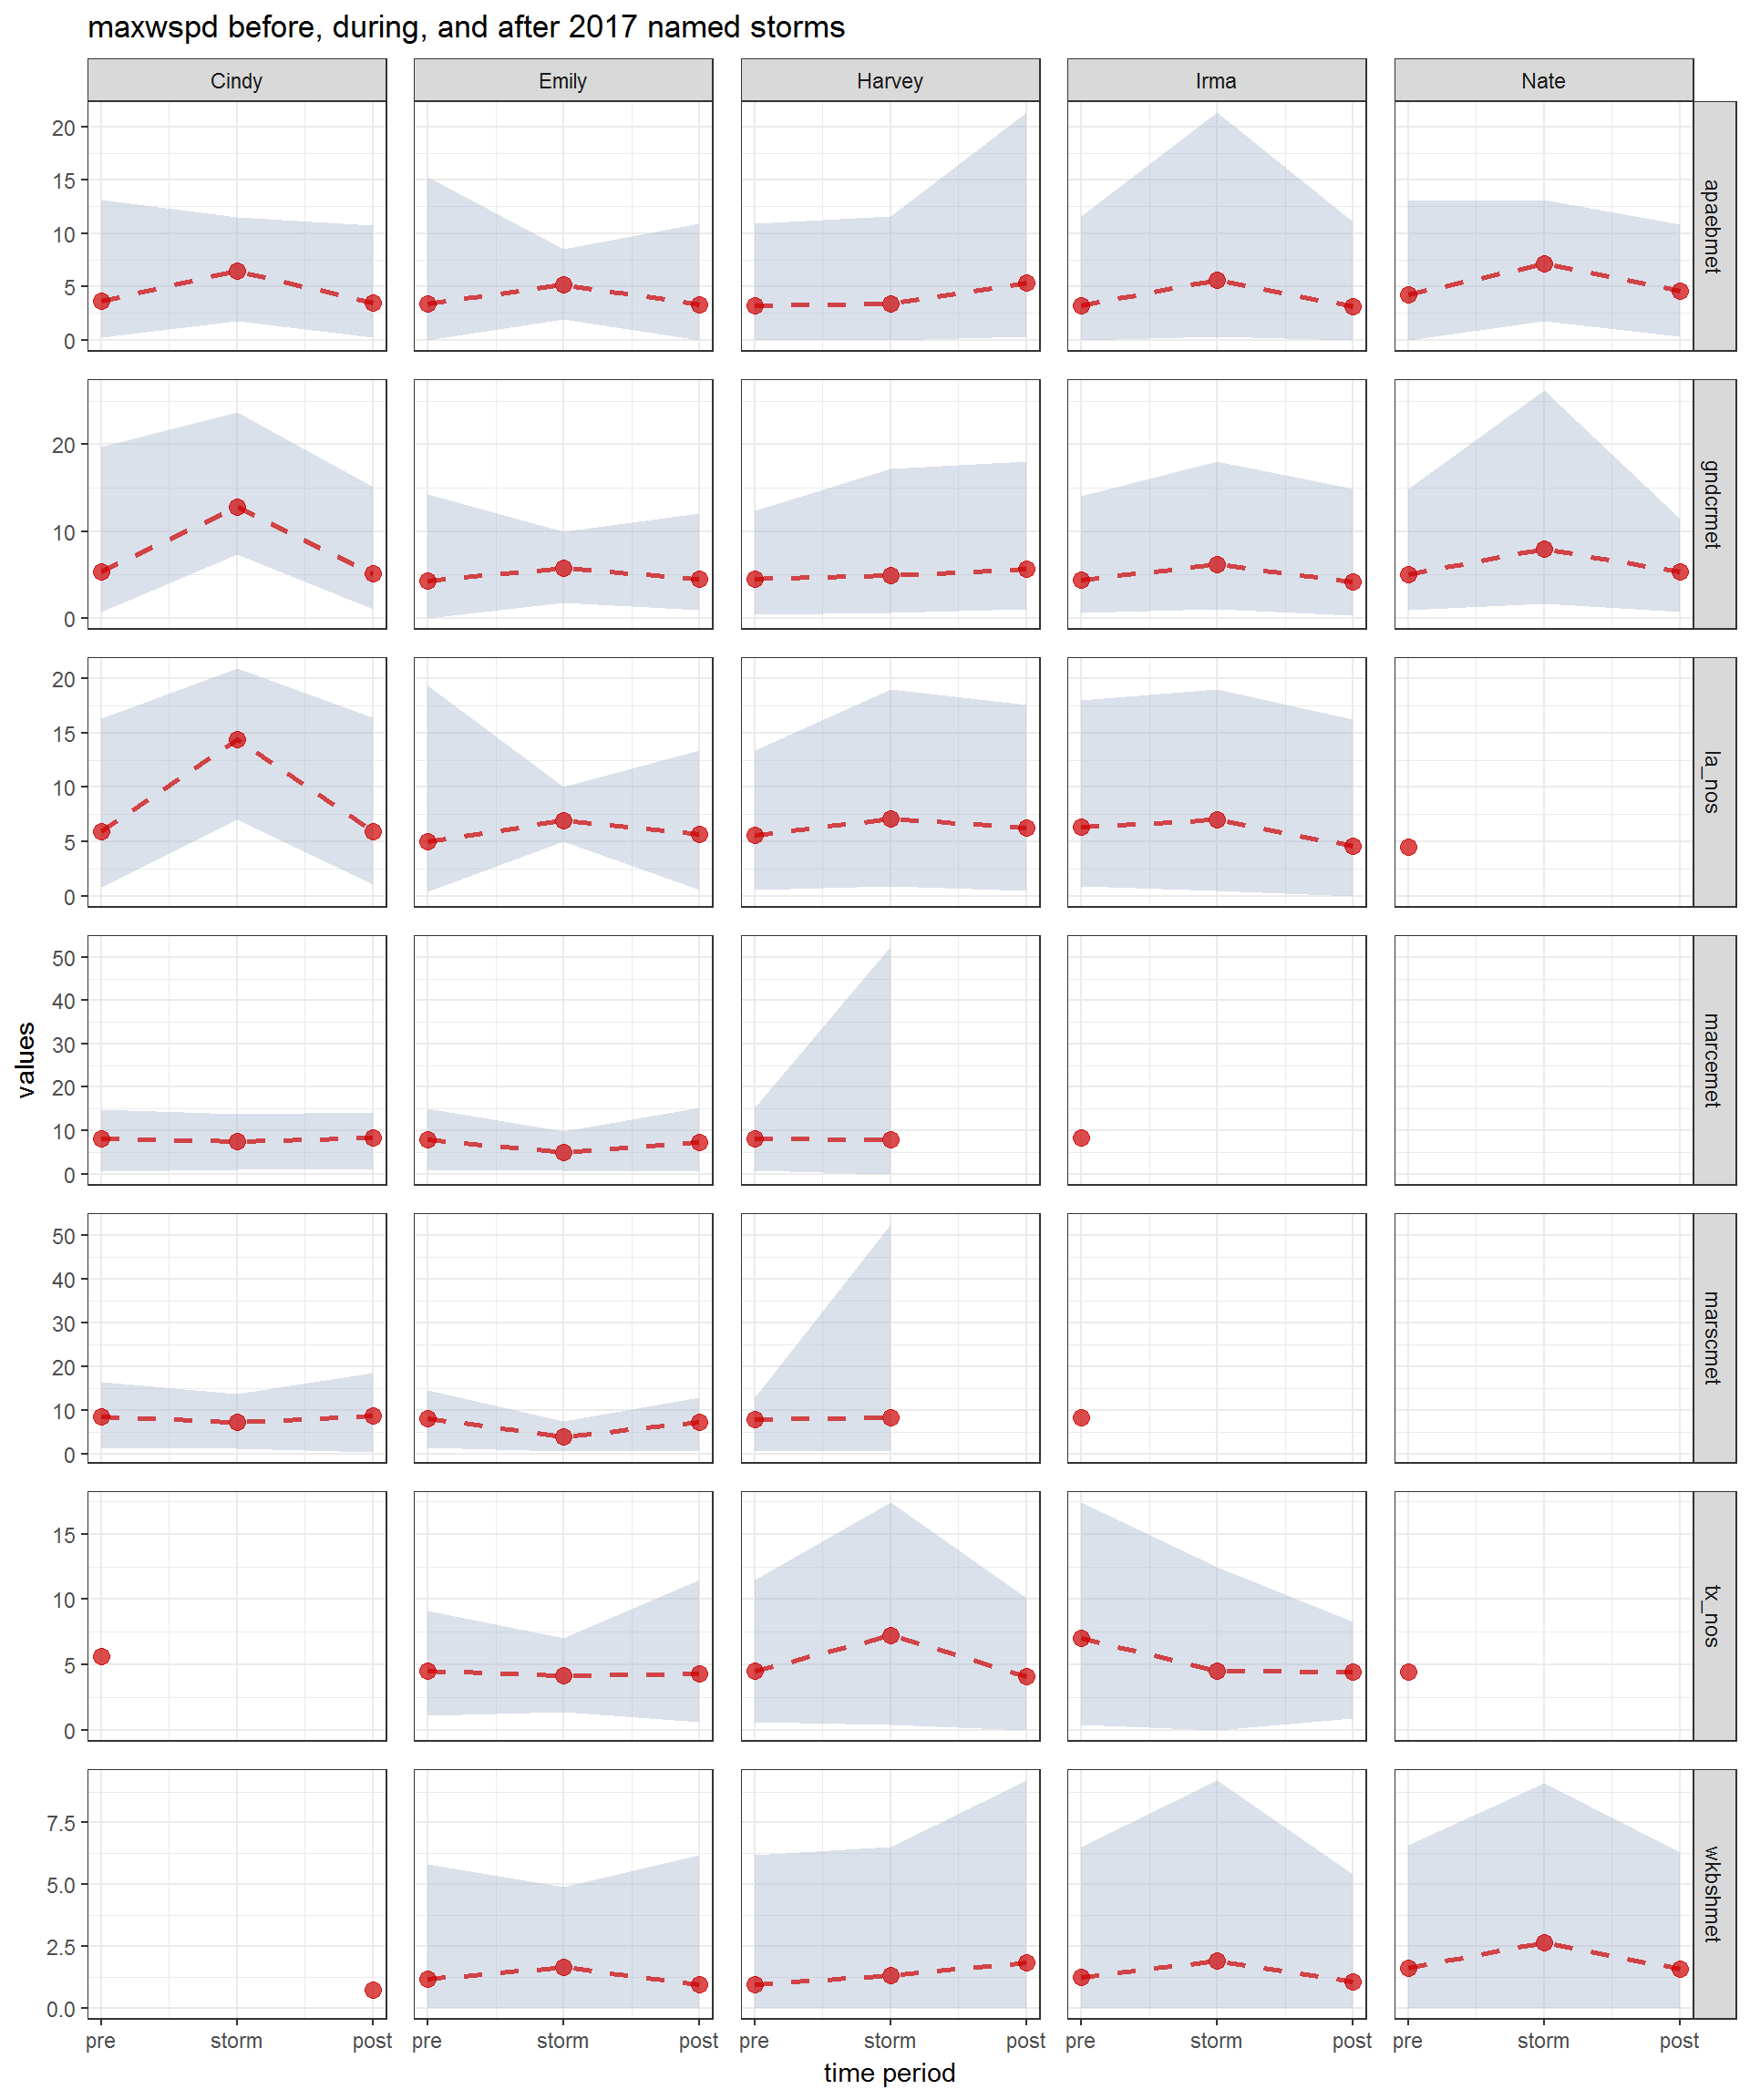 maxwspd before, during, and after 2017 named storms
Cindy Emily Harvey Irma Nate
20
15
10
5
0
apaebmet
20
10
0
gndcrmet
20
15
10
5
0
la_nos
50
40
30
20
10
0
marcemet
values
50
40
30
20
10
0
marscmet
15
10
5
0
tx_nos
7.5
5.0
2.5
0.0
wkbshmet
pre storm post pre storm post pre storm post pre storm post pre storm post
time period